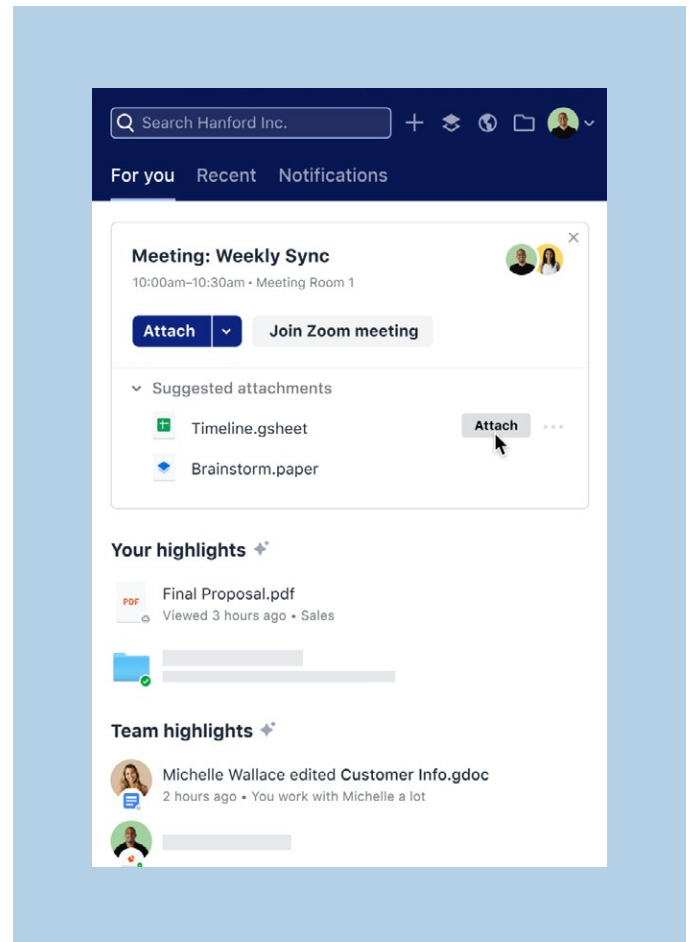 Search Hanford Inc.
For you Recent Notifications
Meeting: Weekly Sync
10:00am–10:30am • Meeting Room 1
Attach Join Zoom meeting
Suggested attachments
Timeline.gsheet Attach
Brainstorm.paper
Your highlights
PDF
Final Proposal.pdf
Viewed 3 hours ago • Sales
Team highlights
Michelle Wallace edited Customer Info.gdoc
2 hours ago • You work with Michelle a lot